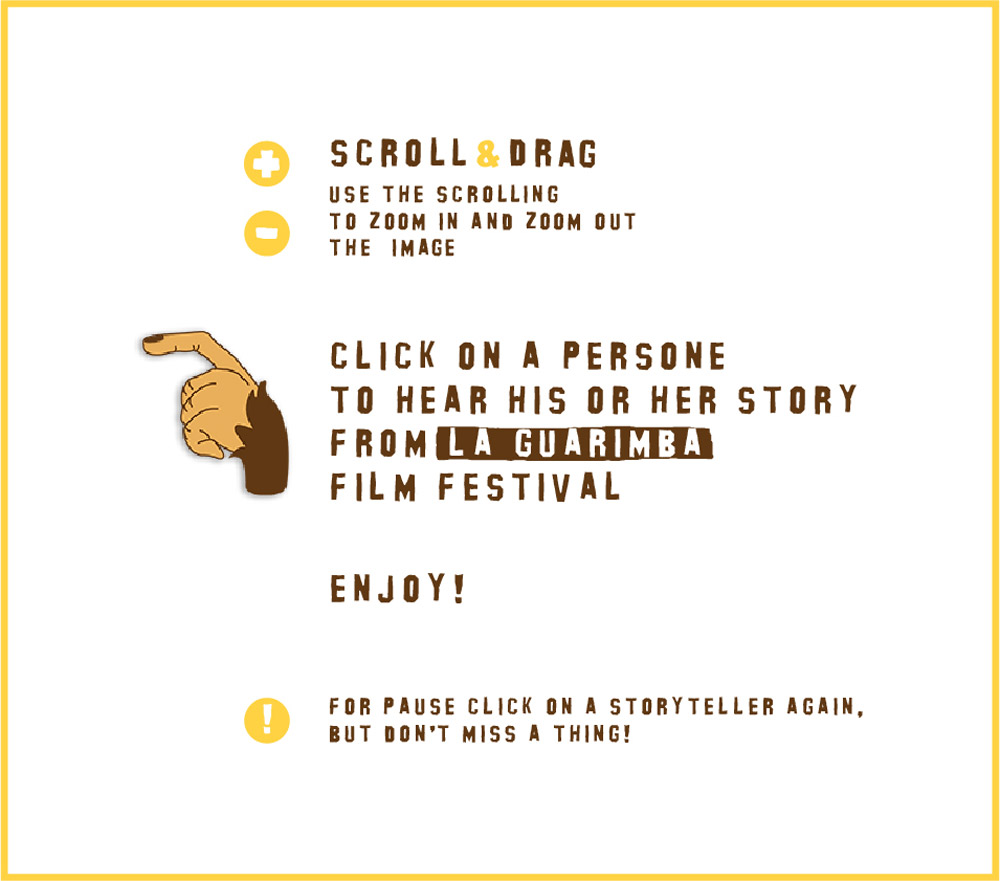 SCROLL & DRAG
USE THE SCROLLING
TO ZOOM IN AND ZOOM OUT
THE IMAGE
CLICK ON A PERSONE
TO HEAR HIS OR HER STORY
FROM LA GUARIMBA
FILM FESTIVAL
ENJOY!
FOR PAUSE CLICK ON A STORYTELLER AGAIN,
BUT DON'T MISS A THING!